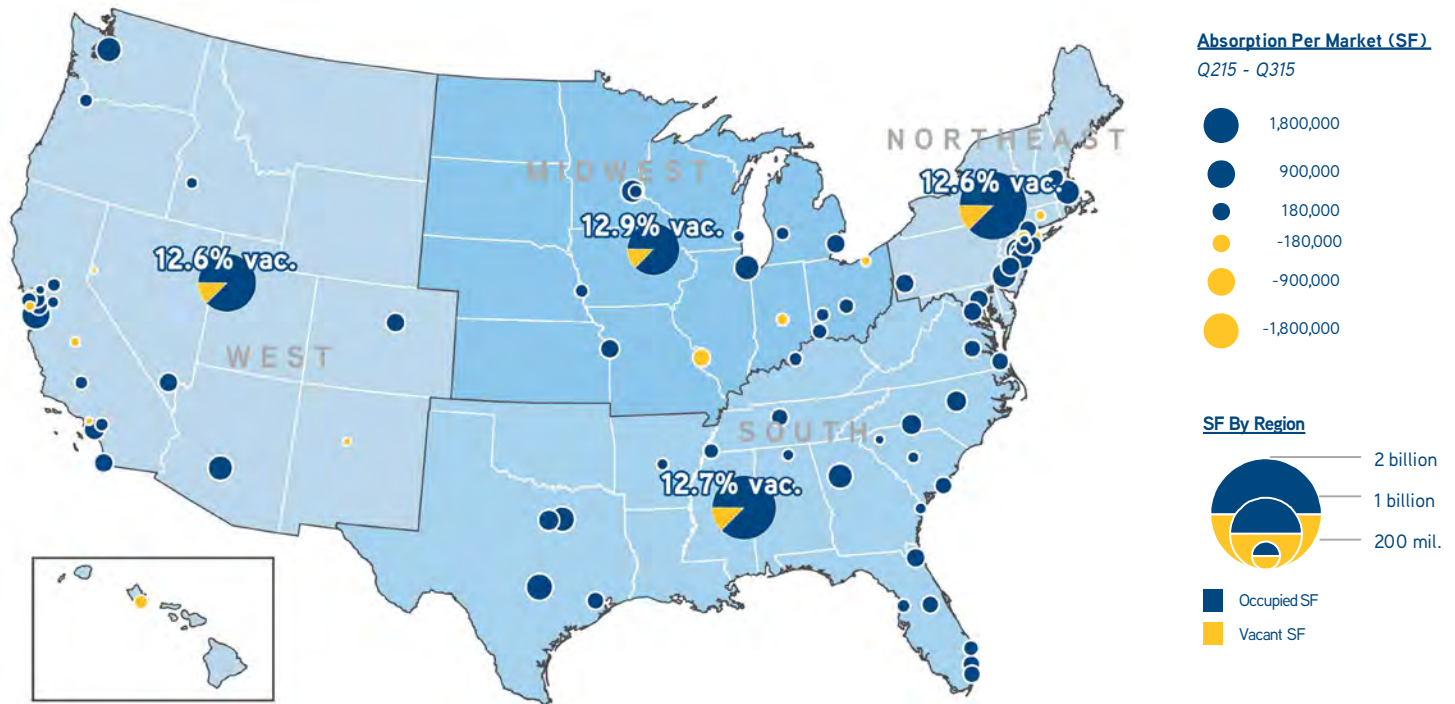 NORTHEAST
12.6% vac.
MIDWEST
12.9% vac.
12.6% vac.
WEST
SOUTH
12.7% vac.
Absorption Per Market (SF)
Q215 - Q315
1,800,000
900,000
180,000
-180,000
-900,000
-1,800,000
SF By Region
2 billion
1 billion
200 mil.
Occupied SF
Vacant SF